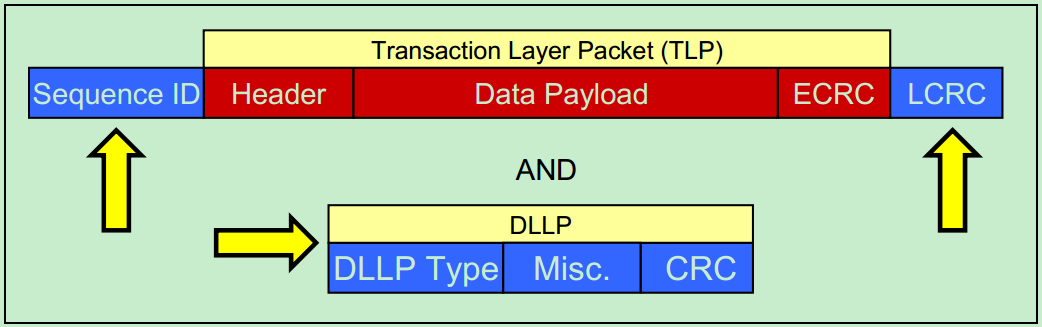 Transaction Layer Packet (TLP)
Sequence ID Header Data Payload ECRC LCRC
AND
DLLP
DLLP Type Misc. CRC